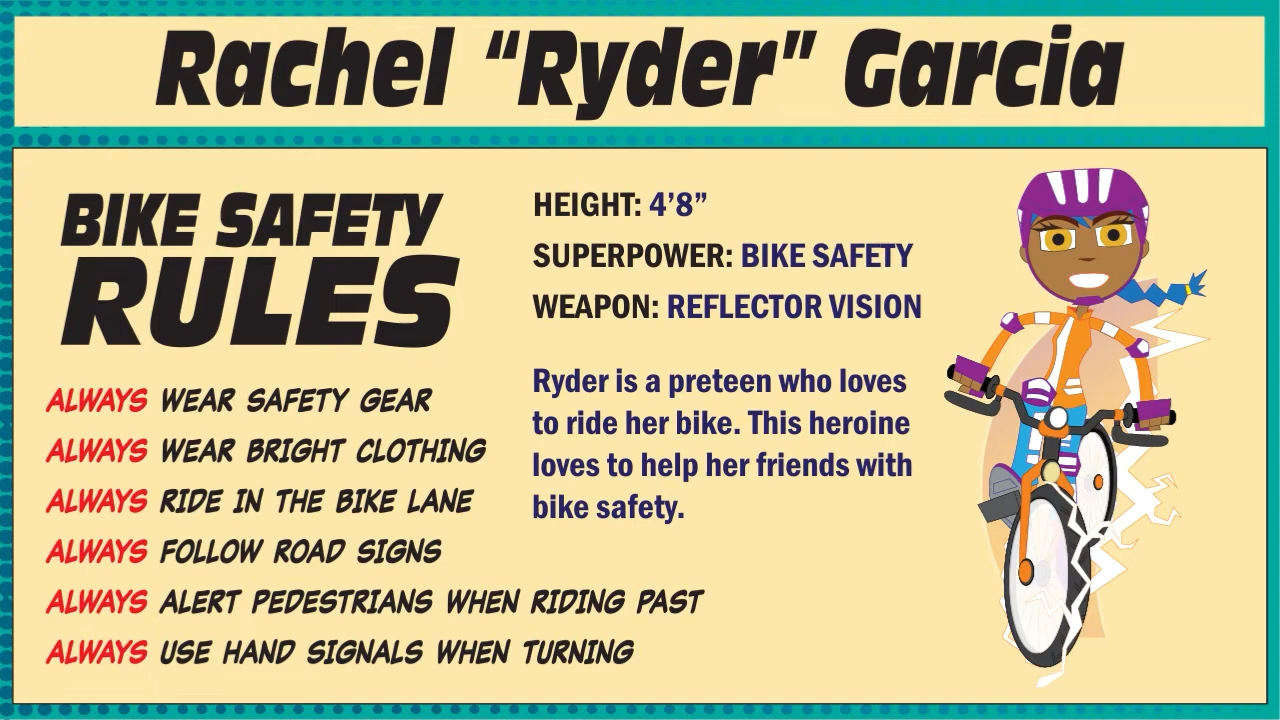 Rachel “Ryder” Garcia
BIKE SAFETY
RULES
ALWAYS WEAR SAFETY GEAR
ALWAYS WEAR BRIGHT CLOTHING
ALWAYS RIDE IN THE BIKE LANE
ALWAYS FOLLOW ROAD SIGNS
ALWAYS ALERT PEDESTRIANS WHEN RIDING PAST
ALWAYS USE HAND SIGNALS WHEN TURNING
HEIGHT: 4’8”
SUPERPOWER: BIKE SAFETY
WEAPON: REFLECTOR VISION
Ryder is a preteen who loves
to ride her bike. This heroine
loves to help her friends with
bike safety.